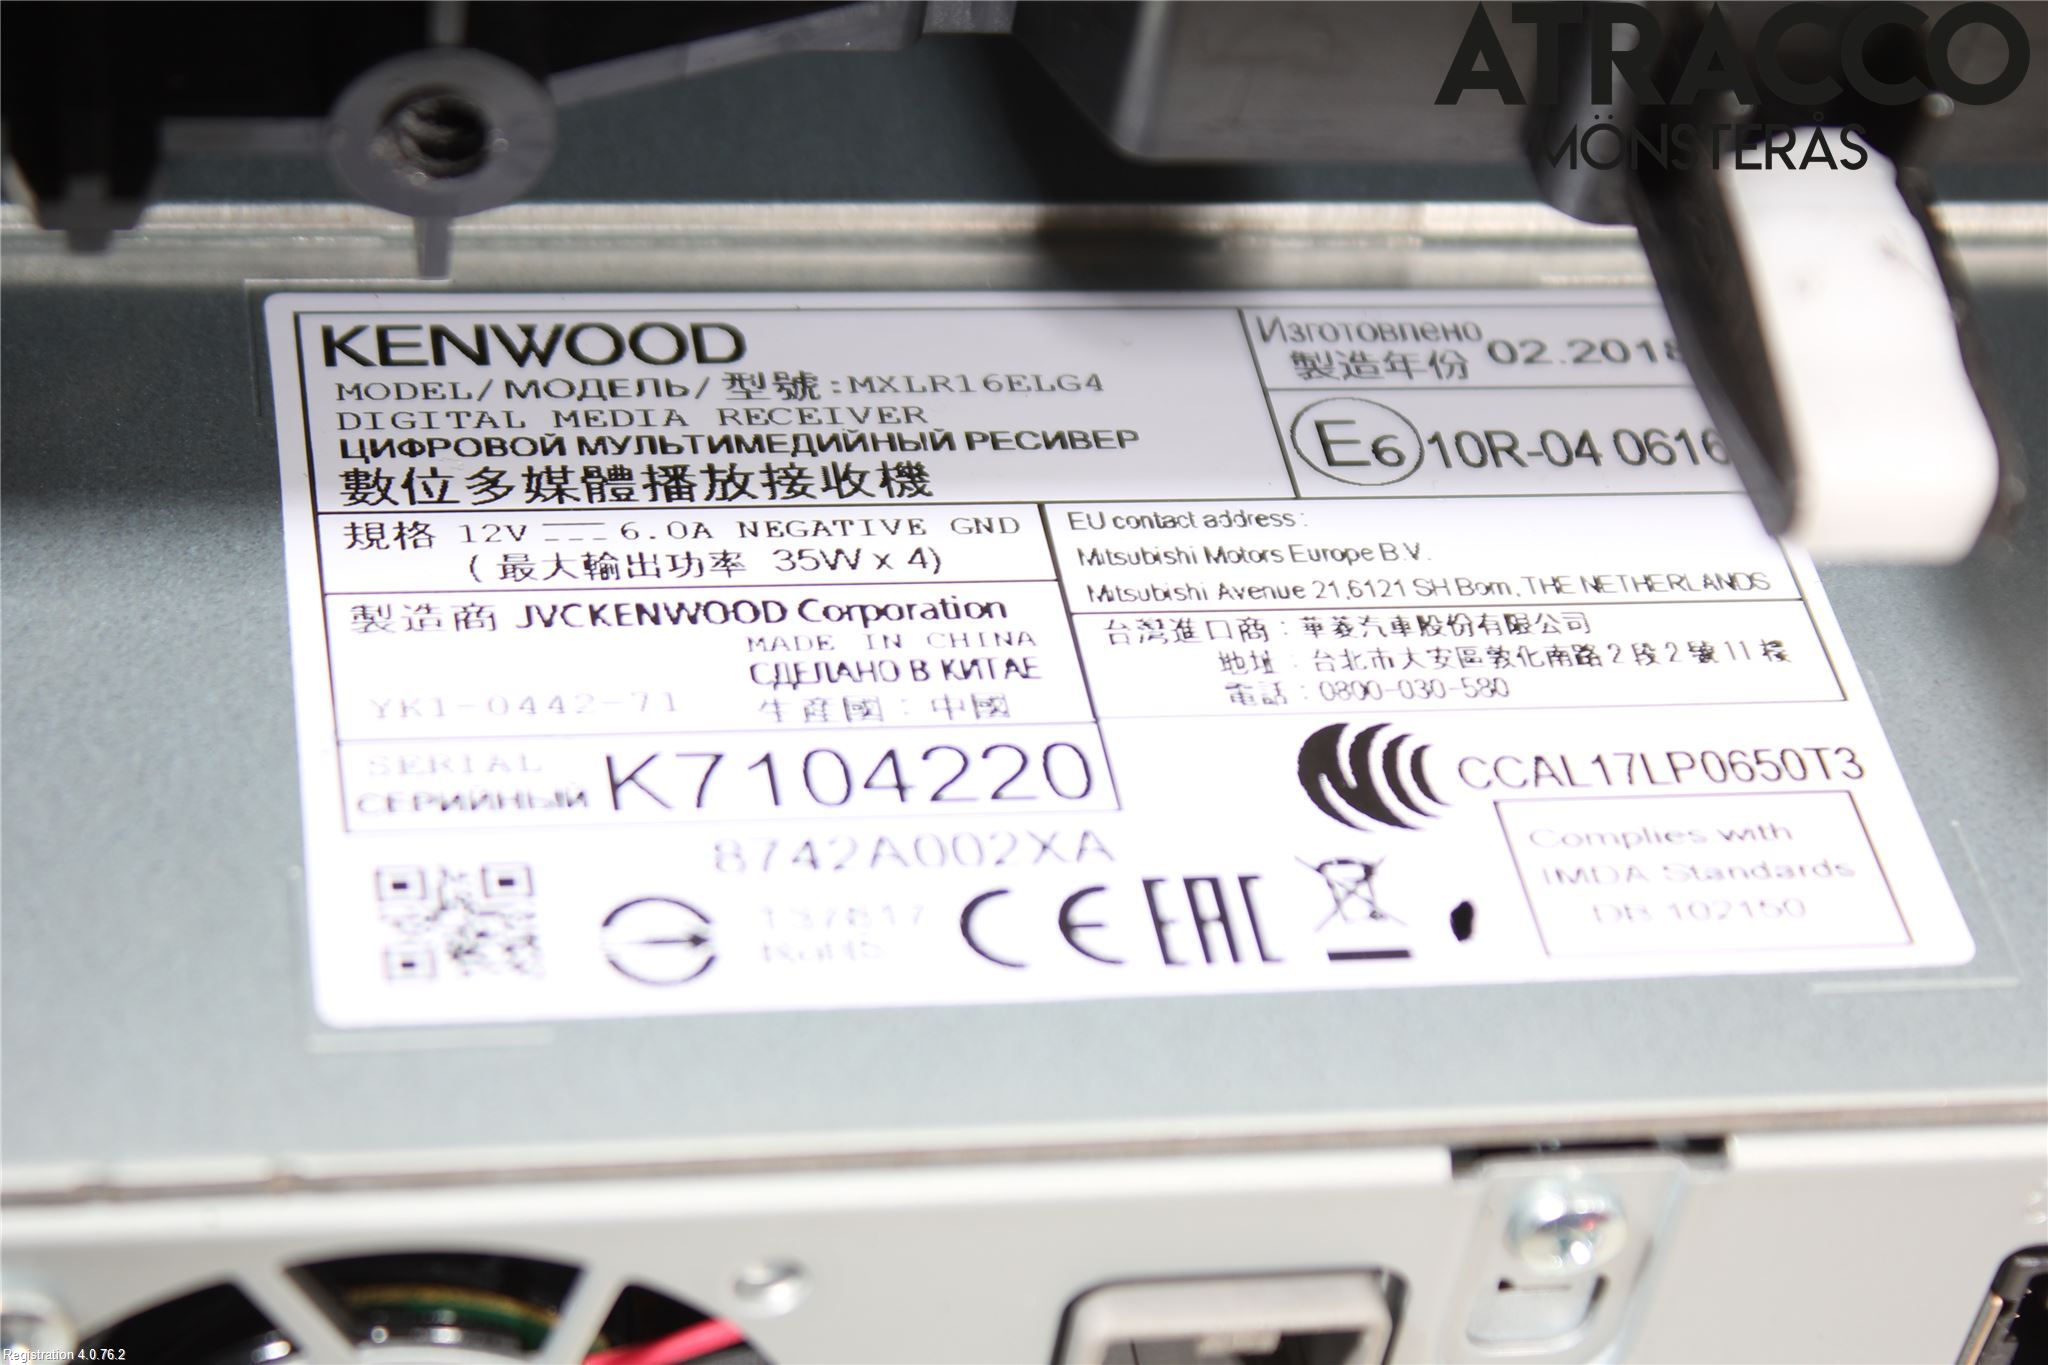 ATRACCO
MÖNSTERÅS
KENWOOD
MODEL/МОДЕЛЬ/型號:MXLR16ELG4
DIGITAL MEDIA RECEIVER
ЦИФРОВОЙ МУЛЬТИМЕДИЙНЫЙ РЕСИВЕР
數位多媒體播放接收機
Изготовлено
製造年份 02.2018
E6 10R-04 0616
規格 12V 6.0A NEGATIVE GND
(最大輸出功率 35W x 4)
EU contact address:
Mitsubishi Motors Europe B.V.
Mitsubishi Avenue 21,6121 SH Born, THE NETHERLANDS
製造商 JVCKENWOOD Corporation
MADE IN CHINA
СДЕЛАНО В КИТАЕ
YK1-0442-71 生產國:中國
台灣進口商:華菱汽車股份有限公司
地址:台北市大安區敦化南路2段2號11樓
電話:0800-030-580
SERIAL
СЕРИЙНЫЙ K7104220
CCAL17LP0650T3
8742A002XA
T37817
RoHS
CE EAC
Complies with
IMDA Standards
DB 102150
Registration 4.0.76.2